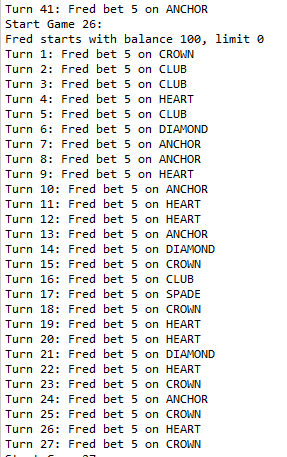 Turn 41: Fred bet 5 on ANCHOR
Start Game 26:
Fred starts with balance 100, limit 0
Turn 1: Fred bet 5 on CROWN
Turn 2: Fred bet 5 on CLUB
Turn 3: Fred bet 5 on CLUB
Turn 4: Fred bet 5 on HEART
Turn 5: Fred bet 5 on CLUB
Turn 6: Fred bet 5 on DIAMOND
Turn 7: Fred bet 5 on ANCHOR
Turn 8: Fred bet 5 on ANCHOR
Turn 9: Fred bet 5 on HEART
Turn 10: Fred bet 5 on ANCHOR
Turn 11: Fred bet 5 on HEART
Turn 12: Fred bet 5 on HEART
Turn 13: Fred bet 5 on ANCHOR
Turn 14: Fred bet 5 on DIAMOND
Turn 15: Fred bet 5 on CROWN
Turn 16: Fred bet 5 on CLUB
Turn 17: Fred bet 5 on SPADE
Turn 18: Fred bet 5 on CROWN
Turn 19: Fred bet 5 on HEART
Turn 20: Fred bet 5 on HEART
Turn 21: Fred bet 5 on DIAMOND
Turn 22: Fred bet 5 on HEART
Turn 23: Fred bet 5 on CROWN
Turn 24: Fred bet 5 on ANCHOR
Turn 25: Fred bet 5 on CROWN
Turn 26: Fred bet 5 on HEART
Turn 27: Fred bet 5 on CROWN